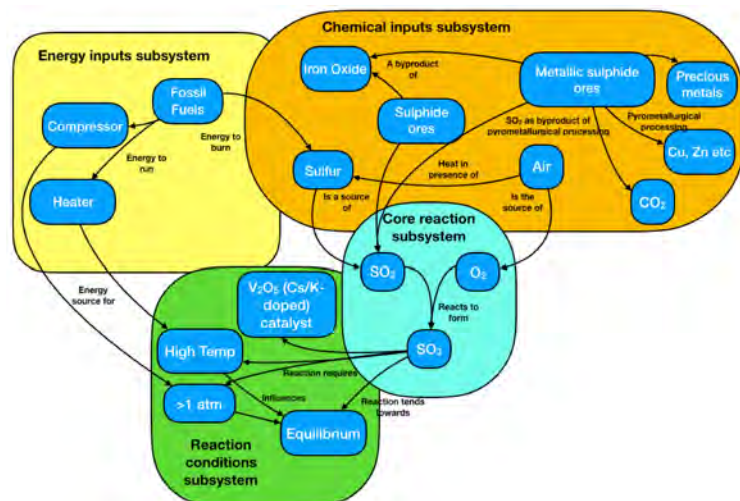 Chemical inputs subsystem
Energy inputs subsystem
Iron Oxide
A byproduct
of
Metallic sulphide
ores
Precious
metals
Fossil
Fuels
Compressor
Sulphide
ores
SO₂ as byproduct of
pyrometallurgical processing
Pyrometallurgical
processing
Energy to
burn
Energy to
run
Cu, Zn etc
Sulfur
Heat in
presence of
Air
Heater
Is a source
of
Is the
source of
CO₂
Core reaction
subsystem
SO₂
O₂
Energy
source for
V₂O₅ (Cs/K-
doped)
catalyst
Reacts to
form
High Temp
SO₃
Reaction requires
>1 atm
Influences
Reaction tends
towards
Equilibrium
Reaction
conditions
subsystem